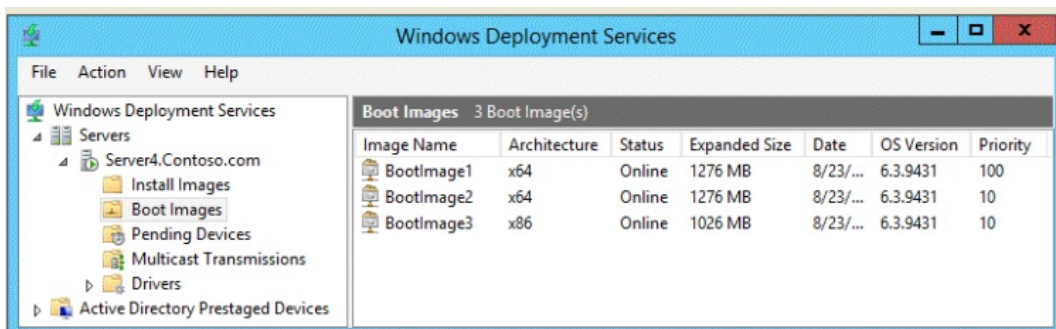 Windows Deployment Services
File Action View Help
Windows Deployment Services
Servers
Server4.Contoso.com
Install Images
Boot Images
Pending Devices
Multicast Transmissions
Drivers
Active Directory Prestaged Devices
Boot Images 3 Boot Image(s)
Image Name Architecture Status Expanded Size Date OS Version Priority
BootImage1 x64 Online 1276 MB 8/23/... 6.3.9431 100
BootImage2 x64 Online 1276 MB 8/23/... 6.3.9431 10
BootImage3 x86 Online 1026 MB 8/23/... 6.3.9431 10